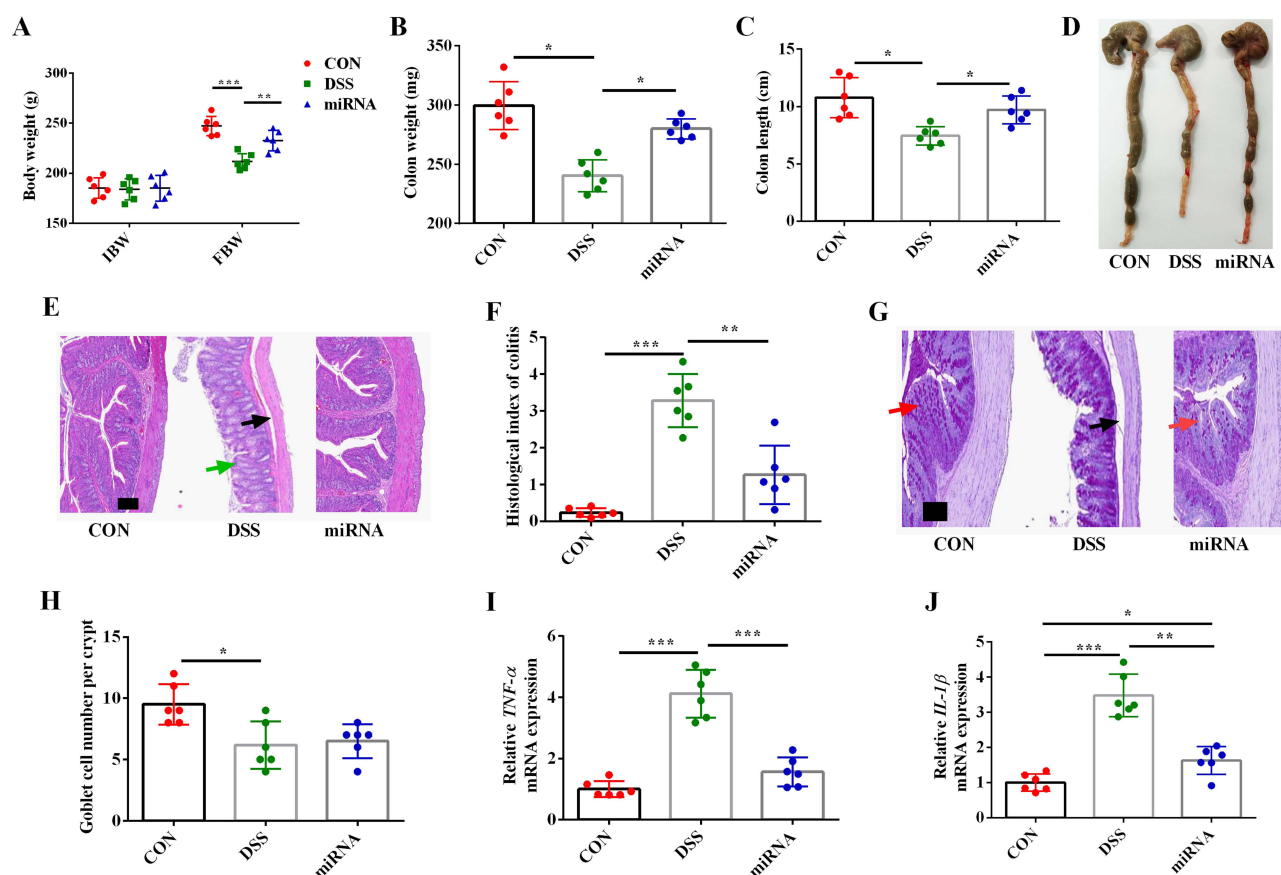 A
Body weight (g)
300
250
200
150
IBW
FBW
***
**
CON
DSS
miRNA
B
Colon weight (mg)
350
300
250
200
*
*
CON
DSS
miRNA
C
Colon length (cm)
15
10
5
0
*
*
CON
DSS
miRNA
D
CON DSS miRNA
E
CON DSS miRNA
F
Histological index of colitis
5
4
3
2
1
0
***
**
CON
DSS
miRNA
G
CON DSS miRNA
H
Goblet cell number per crypt
15
10
5
0
*
CON
DSS
miRNA
I
Relative TNF-α
mRNA expression
6
4
2
0
***
***
CON
DSS
miRNA
J
Relative IL-1β
mRNA expression
5
4
3
2
1
0
*
***
**
CON
DSS
miRNA